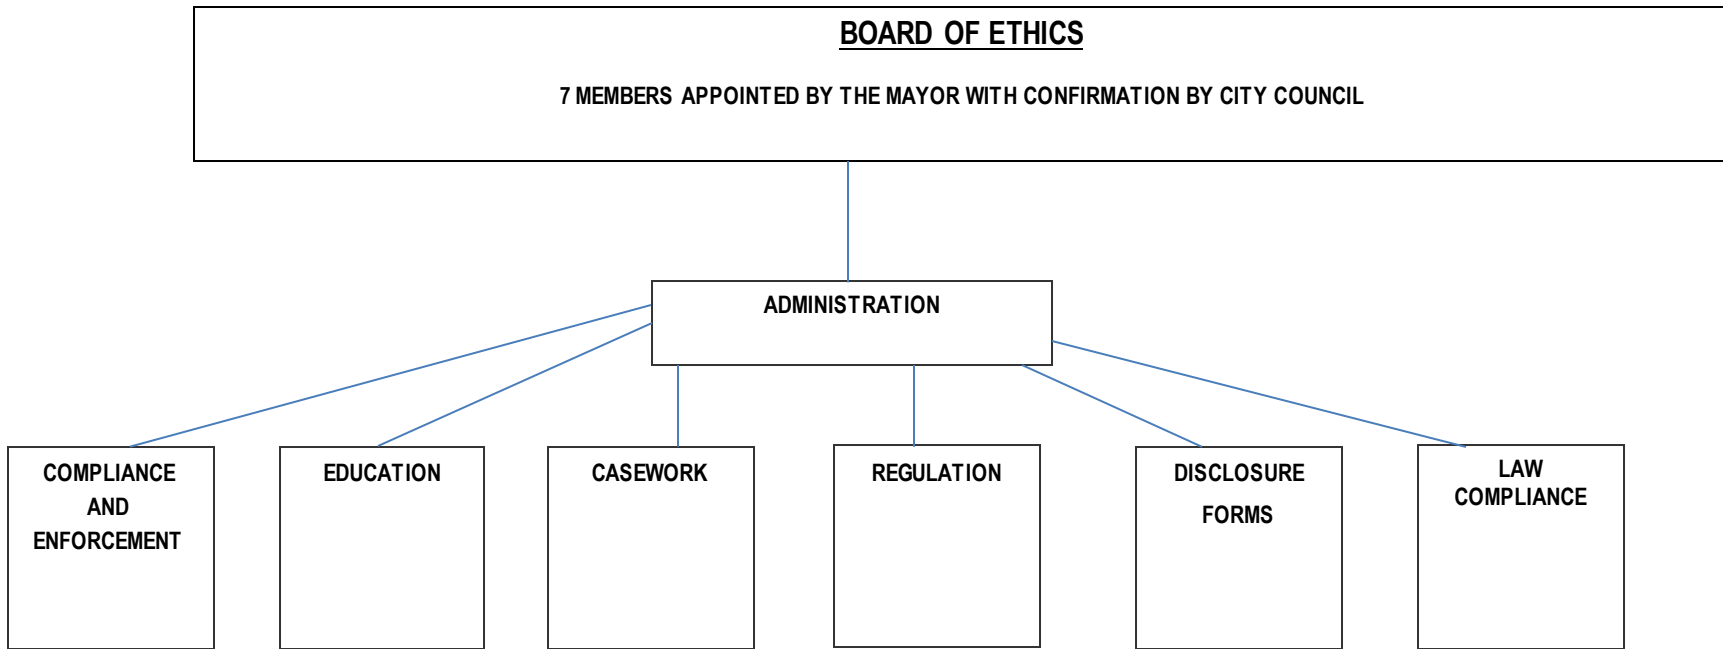 BOARD OF ETHICS
7 MEMBERS APPOINTED BY THE MAYOR WITH CONFIRMATION BY CITY COUNCIL
ADMINISTRATION
COMPLIANCE
AND
ENFORCEMENT
EDUCATION
CASEWORK
REGULATION
DISCLOSURE
FORMS
LAW
COMPLIANCE